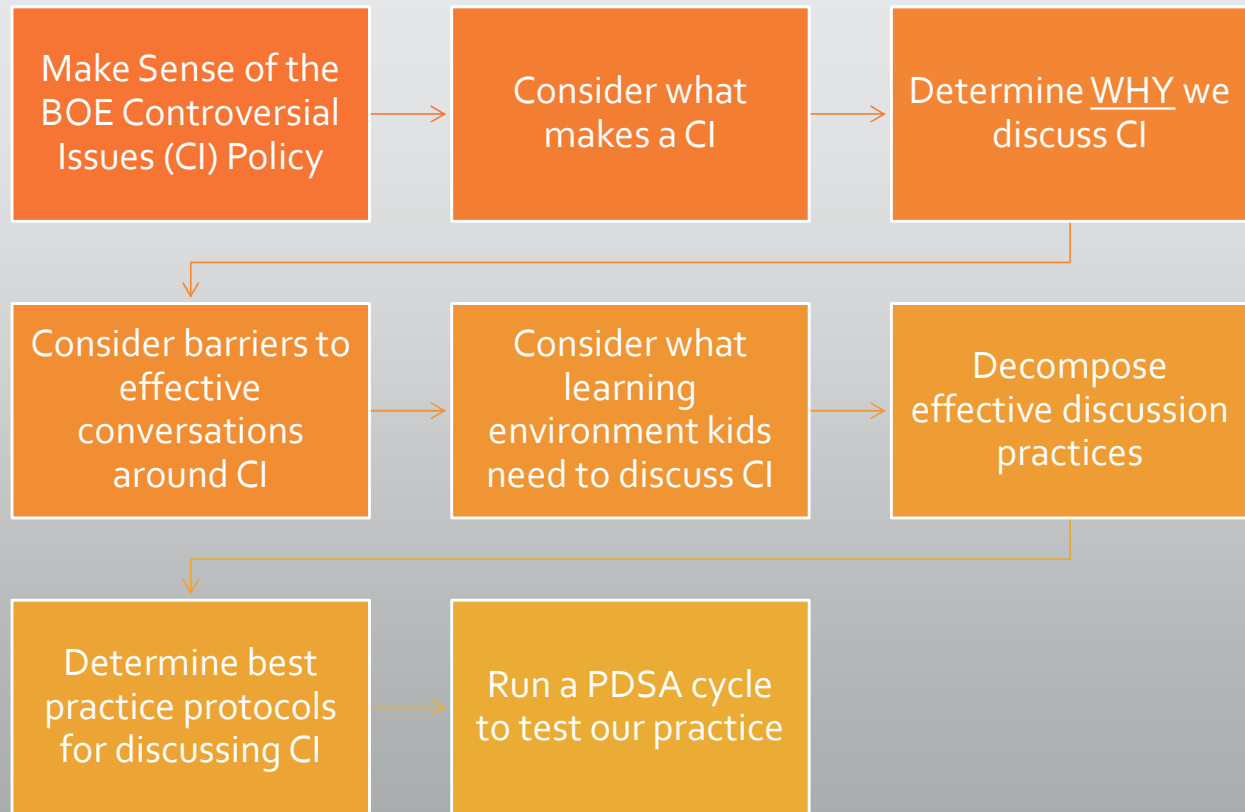 Make Sense of the
BOE Controversial
Issues (CI) Policy
Consider what
makes a CI
Determine WHY we
discuss CI
Consider barriers to
effective
conversations
around CI
Consider what
learning
environment kids
need to discuss CI
Decompose
effective discussion
practices
Determine best
practice protocols
for discussing CI
Run a PDSA cycle
to test our practice